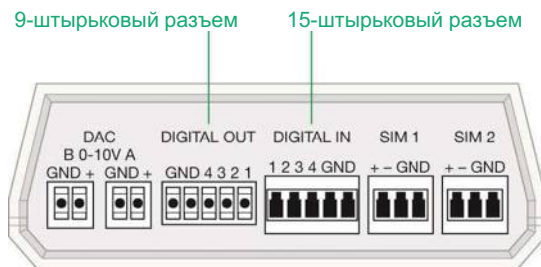 9-штырьковый разъем 15-штырьковый разъем
DAC DIGITAL OUT DIGITAL IN SIM 1 SIM 2
B 0-10V A
GND + GND + GND 4 3 2 1 1 2 3 4 GND + – GND + – GND